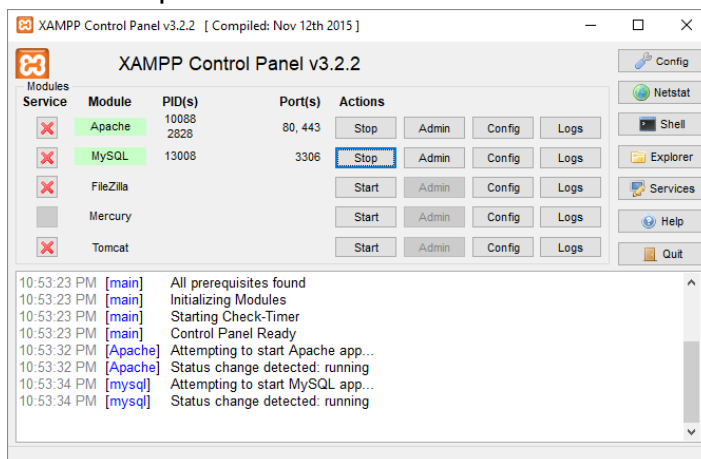 XAMPP Control Panel v3.2.2 [ Compiled: Nov 12th 2015 ]
XAMPP Control Panel v3.2.2
Config
Modules
Service Module PID(s) Port(s) Actions
Netstat
Apache 10088 2828 80, 443 Stop Admin Config Logs
Shell
MySQL 13008 3306 Stop Admin Config Logs
Explorer
FileZilla Start Admin Config Logs
Services
Mercury Start Admin Config Logs
Help
Tomcat Start Admin Config Logs
Quit
10:53:23 PM [main] All prerequisites found
10:53:23 PM [main] Initializing Modules
10:53:23 PM [main] Starting Check-Timer
10:53:23 PM [main] Control Panel Ready
10:53:32 PM [Apache] Attempting to start Apache app...
10:53:32 PM [Apache] Status change detected: running
10:53:34 PM [mysql] Attempting to start MySQL app...
10:53:34 PM [mysql] Status change detected: running